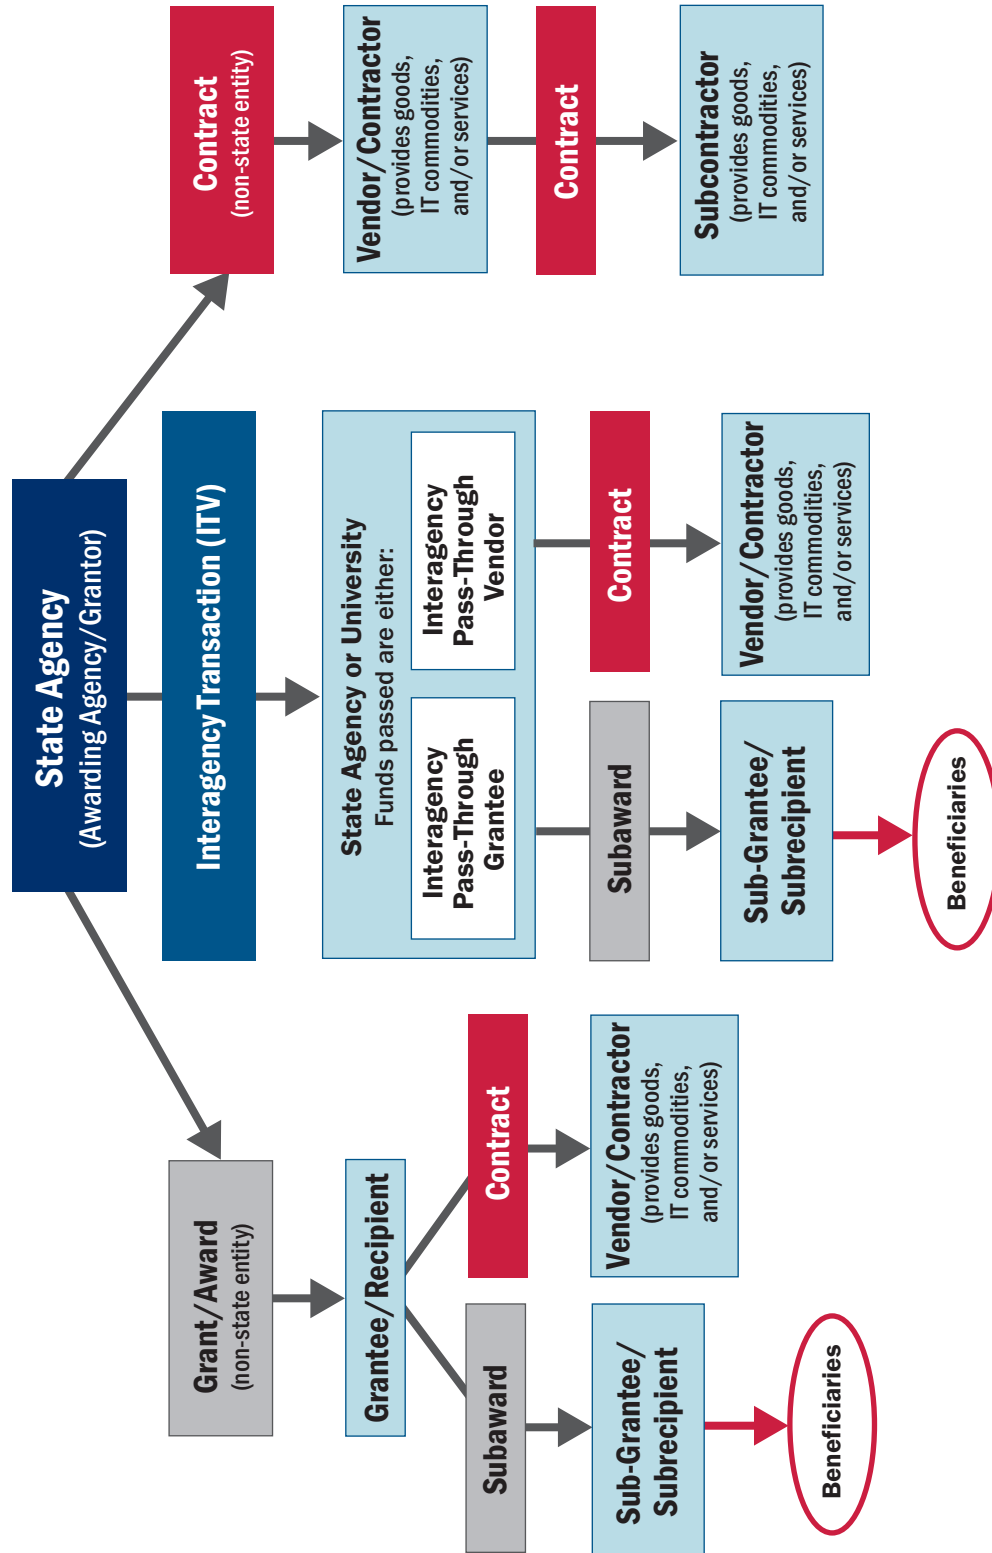 State Agency
(Awarding Agency/Grantor)
Grant/Award
(non-state entity)
Grantee/Recipient
Subaward
Sub-Grantee/
Subrecipient
Beneficiaries
Contract
Vendor/Contractor
(provides goods,
IT commodities,
and/or services)
Interagency Transaction (ITV)
State Agency or University
Funds passed are either:
Interagency
Pass-Through
Grantee
Interagency
Pass-Through
Vendor
Subaward
Sub-Grantee/
Subrecipient
Beneficiaries
Contract
Vendor/Contractor
(provides goods,
IT commodities,
and/or services)
Contract
(non-state entity)
Vendor/Contractor
(provides goods,
IT commodities,
and/or services)
Contract
Subcontractor
(provides goods,
IT commodities,
and/or services)